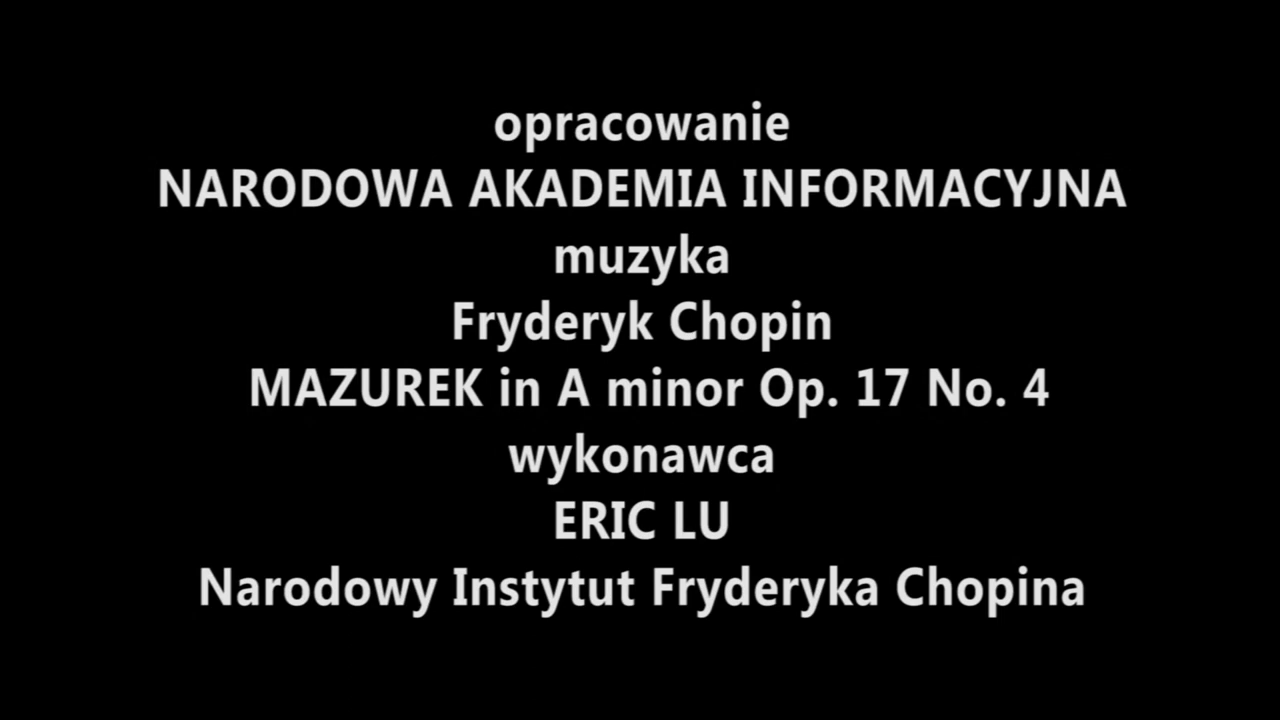 opracowanie
NARODOWA AKADEMIA INFORMACYJNA
muzyka
Fryderyk Chopin
MAZUREK in A minor Op. 17 No. 4
wykonawca
ERIC LU
Narodowy Instytut Fryderyka Chopina